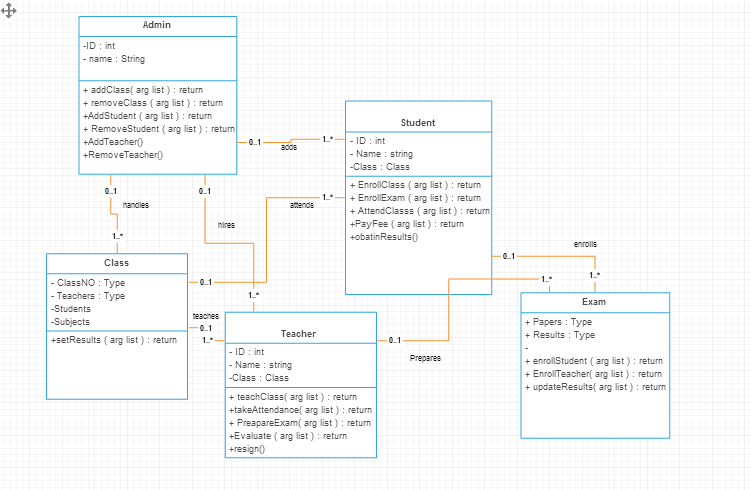 Admin
-ID : int
- name : String
+ addClass( arg list ) : return
+ removeClass ( arg list ) : return
+AddStudent ( arg list ) : return
+ RemoveStudent ( arg list ) : return
+AddTeacher()
+RemoveTeacher()
0..1
adds
1..*
Student
- ID : int
- Name : string
-Class : Class
+ EnrollClass ( arg list ) : return
+ EnrollExam ( arg list ) : return
+ AttendClasss ( arg list ) : return
+PayFee ( arg list ) : return
+obatinResults()
0..1
handles
1..*
0..1
hires
1..*
attends
1..*
0..1
Class
- ClassNO : Type
- Teachers : Type
-Students
-Subjects
+setResults ( arg list ) : return
teaches
0..1
1..*
Teacher
- ID : int
- Name : string
-Class : Class
+ teachClass( arg list ) : return
+takeAttendance( arg list ) : return
+ PreapareExam( arg list ) : return
+Evaluate ( arg list ) : return
+resign()
0..1
Prepares
1..*
0..1
enrolls
1..*
Exam
+ Papers : Type
+ Results : Type
-
+ enrollStudent ( arg list ) : return
+ EnrollTeacher( arg list ) : return
+ updateResults( arg list ) : return